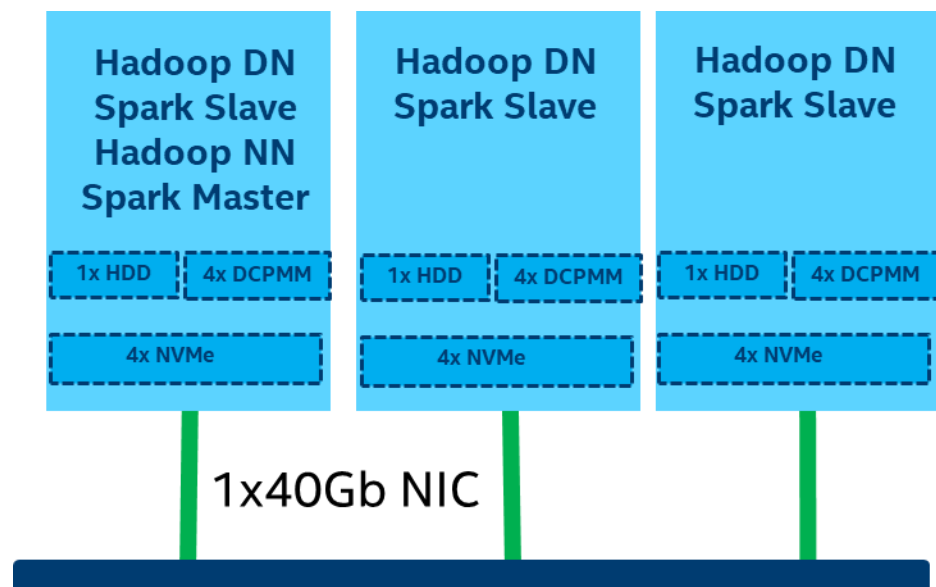 Hadoop DN
Spark Slave
Hadoop NN
Spark Master
1x HDD
4x DCPMM
4x NVMe
Hadoop DN
Spark Slave
1x HDD
4x DCPMM
4x NVMe
Hadoop DN
Spark Slave
1x HDD
4x DCPMM
4x NVMe
1x40Gb NIC